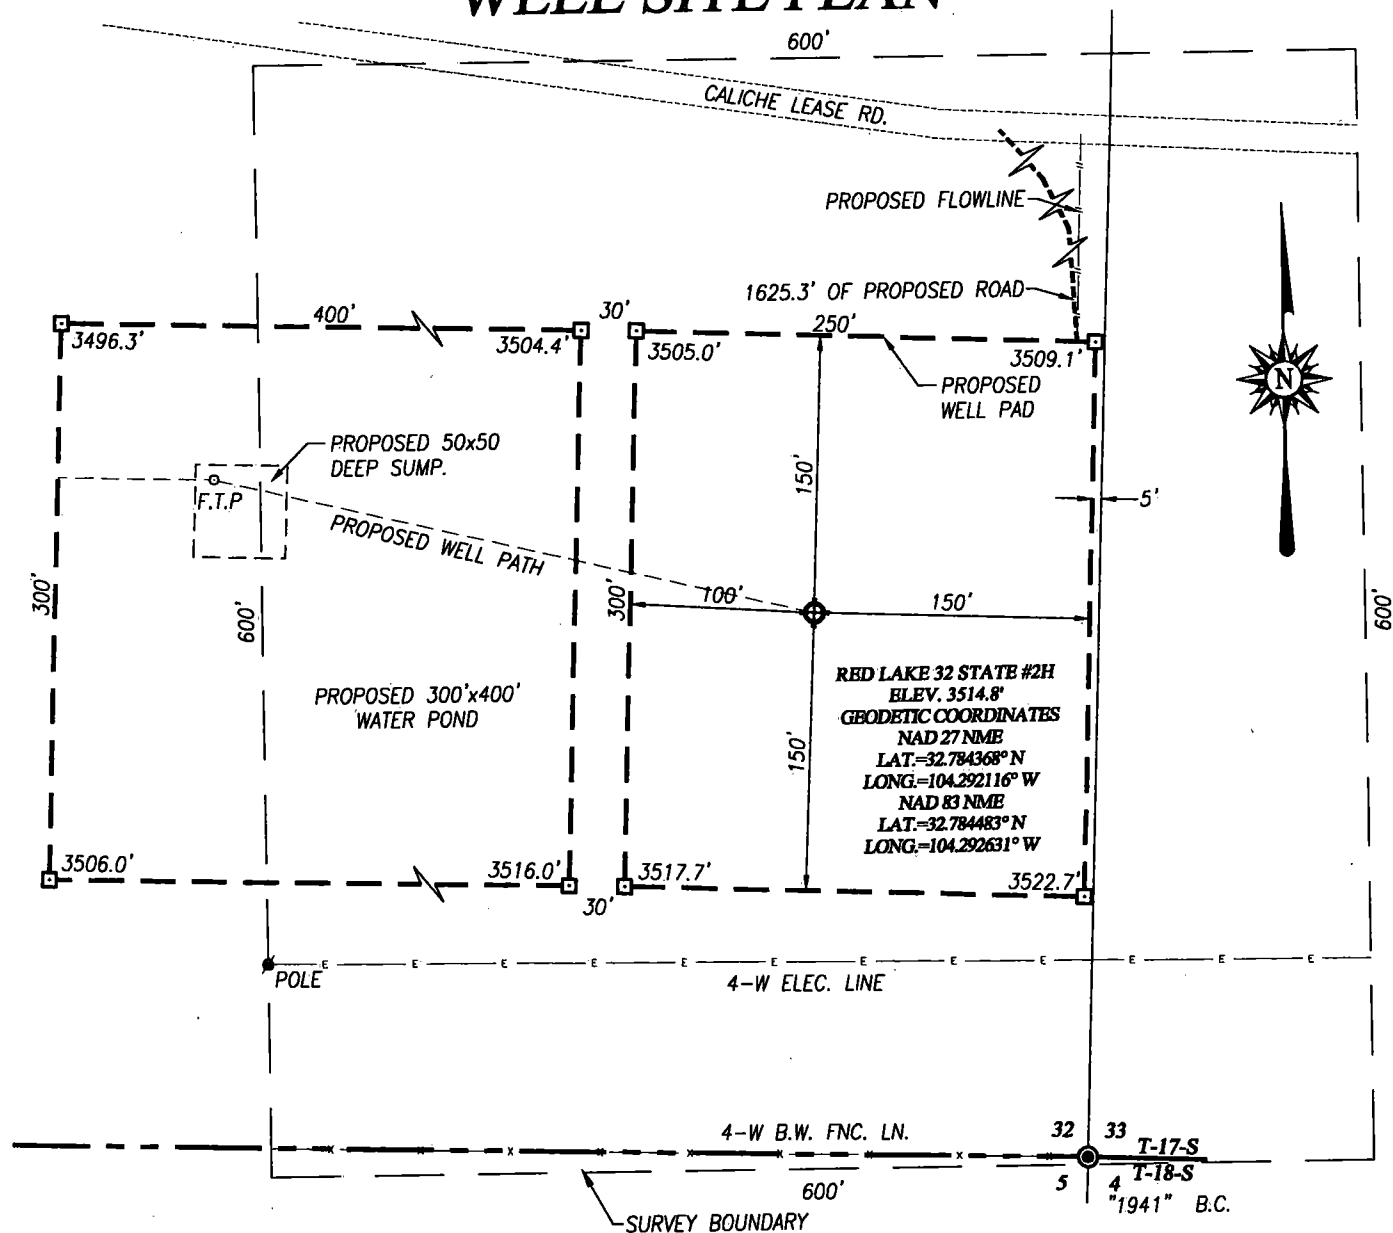 WELL SITE PLAN
600'
CALICHE LEASE RD.
PROPOSED FLOWLINE
1625.3' OF PROPOSED ROAD
400'
30'
250'
3496.3'
3504.4'
3505.0'
3509.1'
PROPOSED
WELL PAD
N
PROPOSED 50x50
DEEP SUMP.
F.T.P
PROPOSED WELL PATH
150'
5'
300'
600'
300'
100'
150'
600'
PROPOSED 300'x400'
WATER POND
150'
RED LAKE 32 STATE #2H
ELEV. 3514.8'
GEODETIC COORDINATES
NAD 27 NME
LAT.=32.784368° N
LONG.=104.292116° W
NAD 83 NME
LAT.=32.784483° N
LONG.=104.292631° W
3506.0'
3516.0'
3517.7'
3522.7'
30'
POLE
E E E E E E E E E E E E
4-W ELEC. LINE
4-W B.W. FNC. LN.
32 33
T-17-S
T-18-S
5 4
"1941" B.C.
600'
SURVEY BOUNDARY